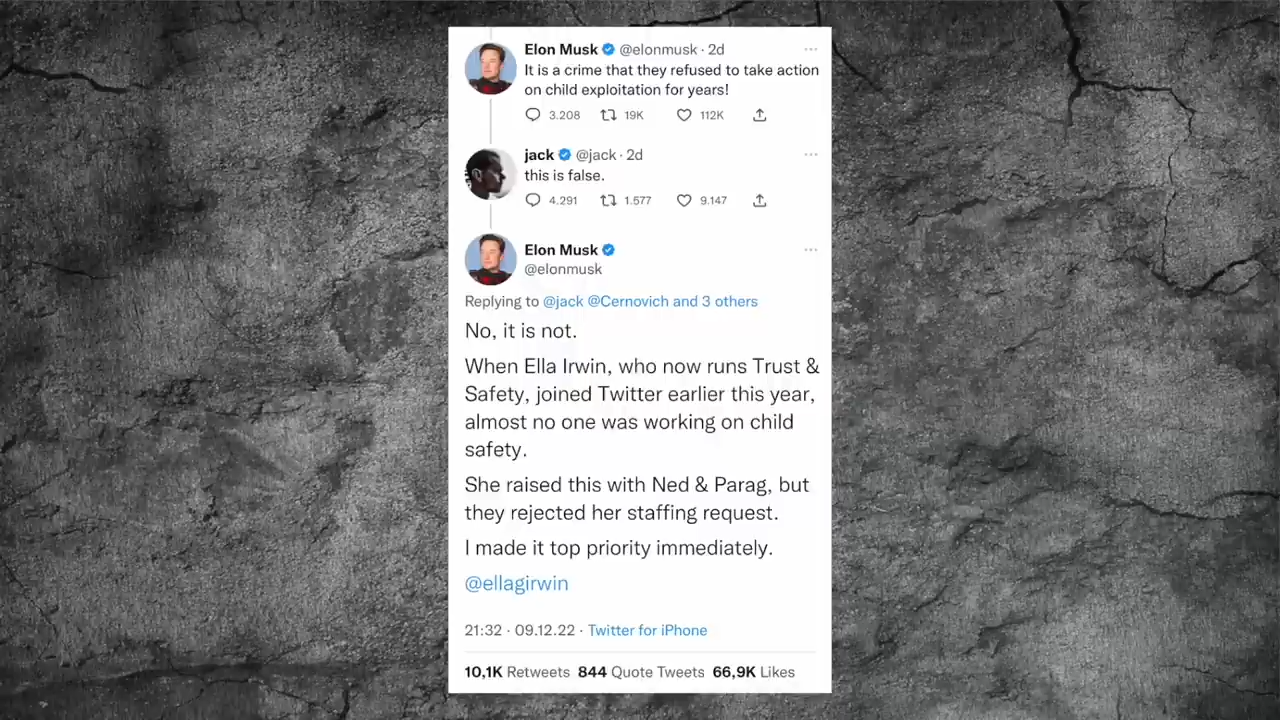 Elon Musk @elonmusk · 2d
It is a crime that they refused to take action
on child exploitation for years!
3.208 19K 112K
jack @jack · 2d
this is false.
4.291 1.577 9.147
Elon Musk
@elonmusk
Replying to @jack @Cernovich and 3 others
No, it is not.
When Ella Irwin, who now runs Trust &
Safety, joined Twitter earlier this year,
almost no one was working on child
safety.
She raised this with Ned & Parag, but
they rejected her staffing request.
I made it top priority immediately.
@ellagirwin
21:32 · 09.12.22 · Twitter for iPhone
10,1K Retweets 844 Quote Tweets 66,9K Likes